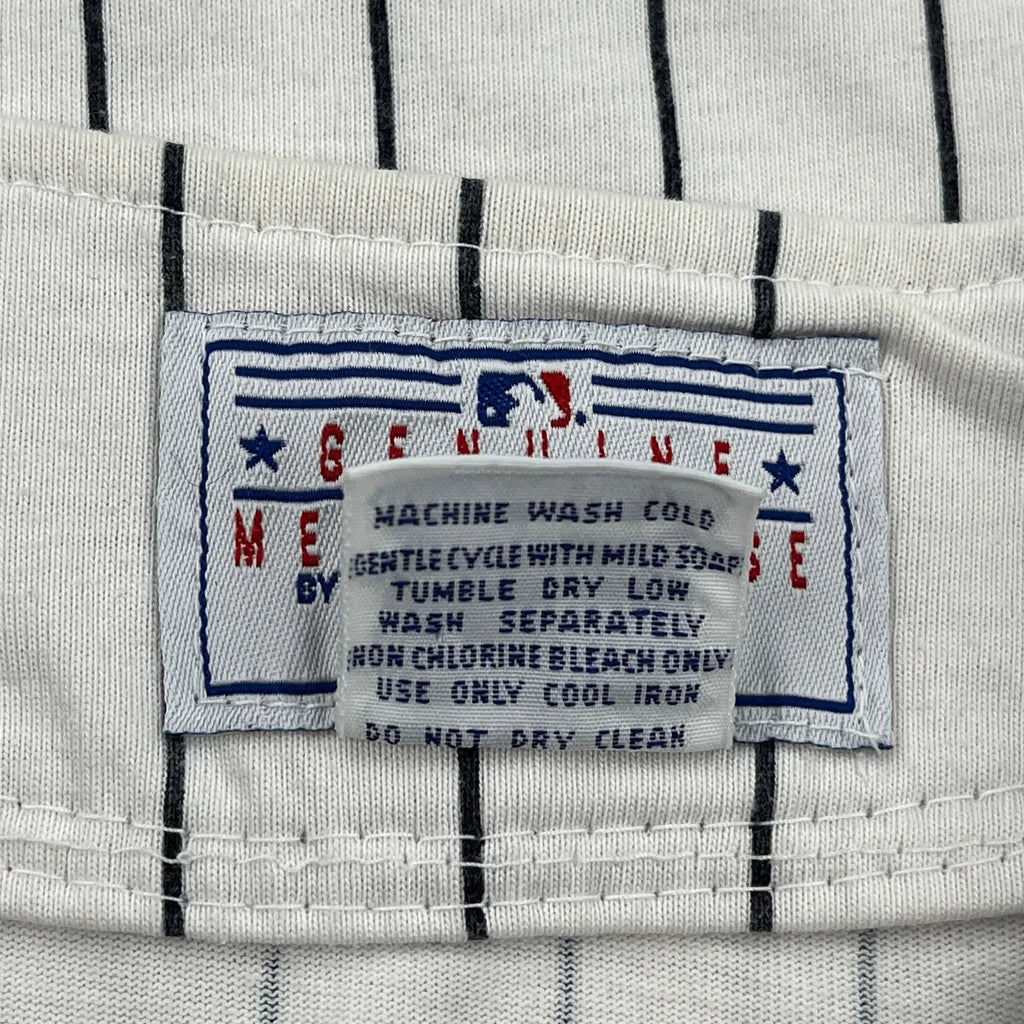 GENUINE
MACHINE WASH COLD
GENTLE CYCLE WITH MILD SOAP
BY
TUMBLE DRY LOW
WASH SEPARATELY
NON CHLORINE BLEACH ONLY
USE ONLY COOL IRON
DO NOT DRY CLEAN